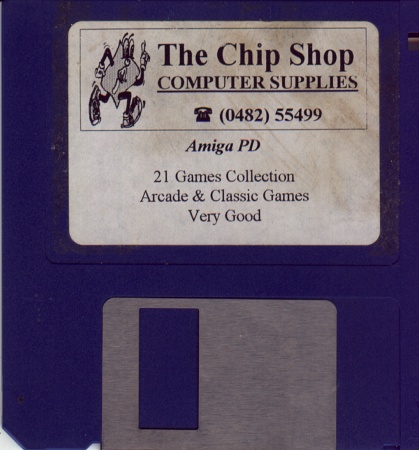 The Chip Shop
COMPUTER SUPPLIES
☎ (0482) 55499
Amiga PD
21 Games Collection
Arcade & Classic Games
Very Good